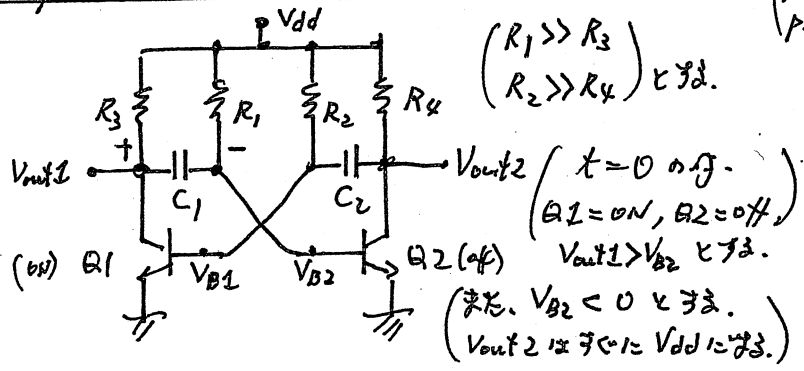 Vdd
R3
R1
R2
R4
+
-
Vout1
C1
C2
Vout2
(ON) Q1
VB1
VB2
Q2 (off)
(R1 >> R3
R2 >> R4) とする.
(t=0 の時.
Q1=ON, Q2=off,
Vout1>VB2 とする.
(また、VB2 < 0 とする.
Vout2 はすぐに Vdd になる.)